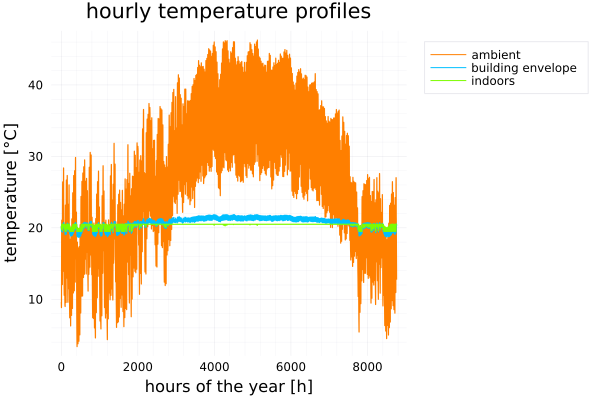 hourly temperature profiles
ambient
building envelope
indoors
40
30
20
10
temperature [°C]
0
2000
4000
6000
8000
hours of the year [h]